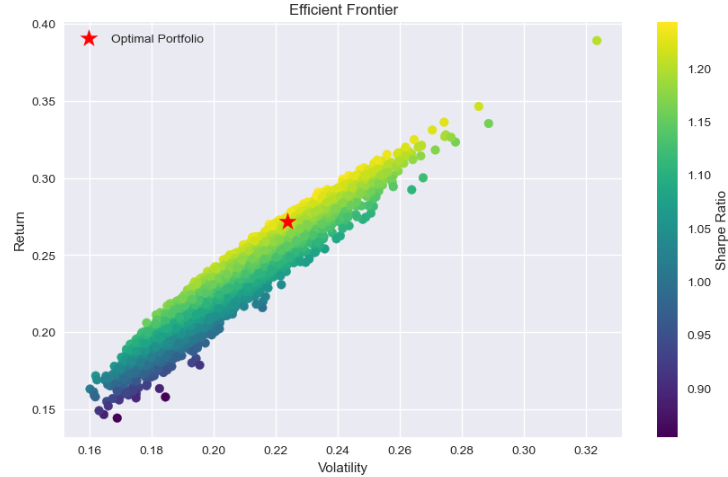 Efficient Frontier
Optimal Portfolio
0.40
0.35
0.30
0.25
0.20
0.15
Return
0.16 0.18 0.20 0.22 0.24 0.26 0.28 0.30 0.32
Volatility
1.20
1.15
1.10
1.05
1.00
0.95
0.90
Sharpe Ratio